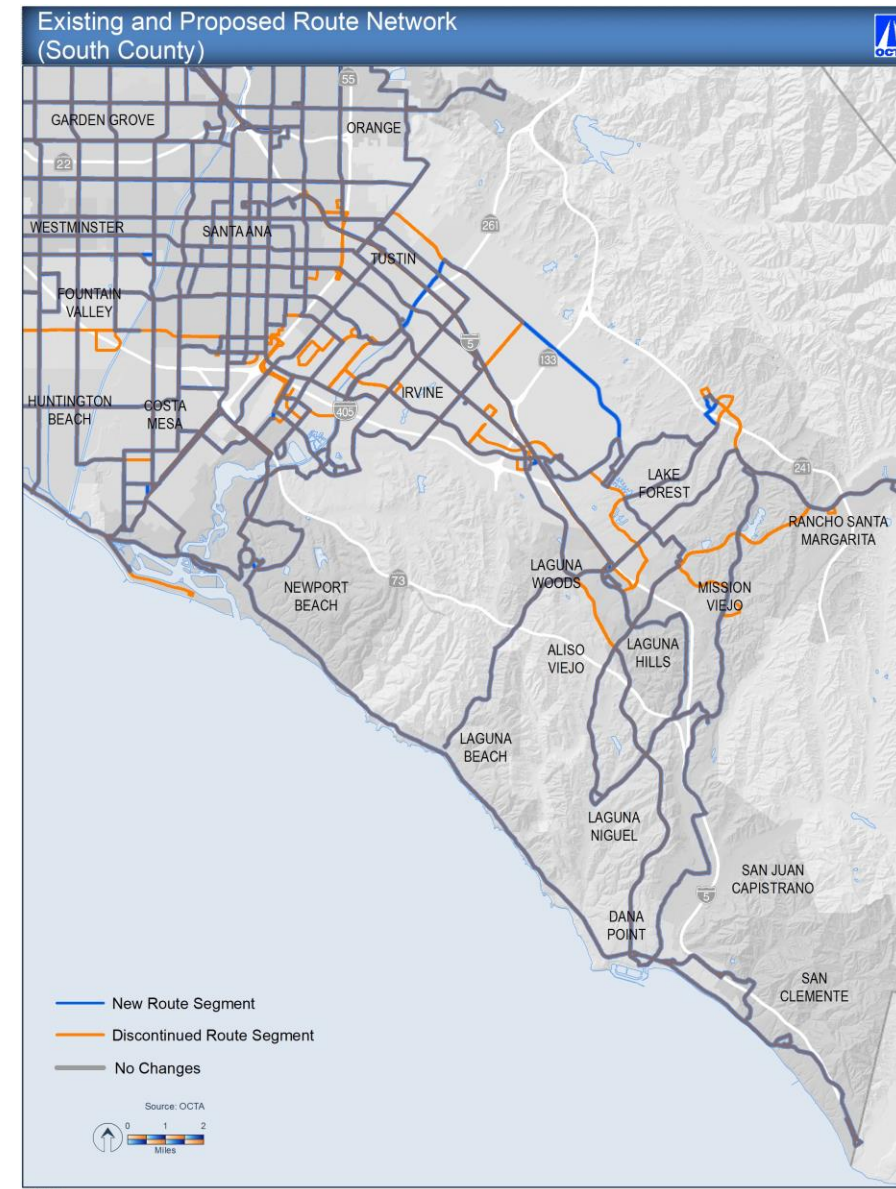 Existing and Proposed Route Network
(South County)
OCTA
55
GARDEN GROVE
ORANGE
22
WESTMINSTER
SANTA ANA
261
TUSTIN
FOUNTAIN
VALLEY
5
133
HUNTINGTON
BEACH
COSTA
MESA
IRVINE
405
LAKE
FOREST
241
RANCHO SANTA
MARGARITA
LAGUNA
WOODS
NEWPORT
BEACH
73
MISSION
VIEJO
ALISO
VIEJO
LAGUNA
HILLS
LAGUNA
BEACH
LAGUNA
NIGUEL
SAN JUAN
CAPISTRANO
5
DANA
POINT
SAN
CLEMENTE
New Route Segment
Discontinued Route Segment
No Changes
Source: OCTA
0 1 2
Miles